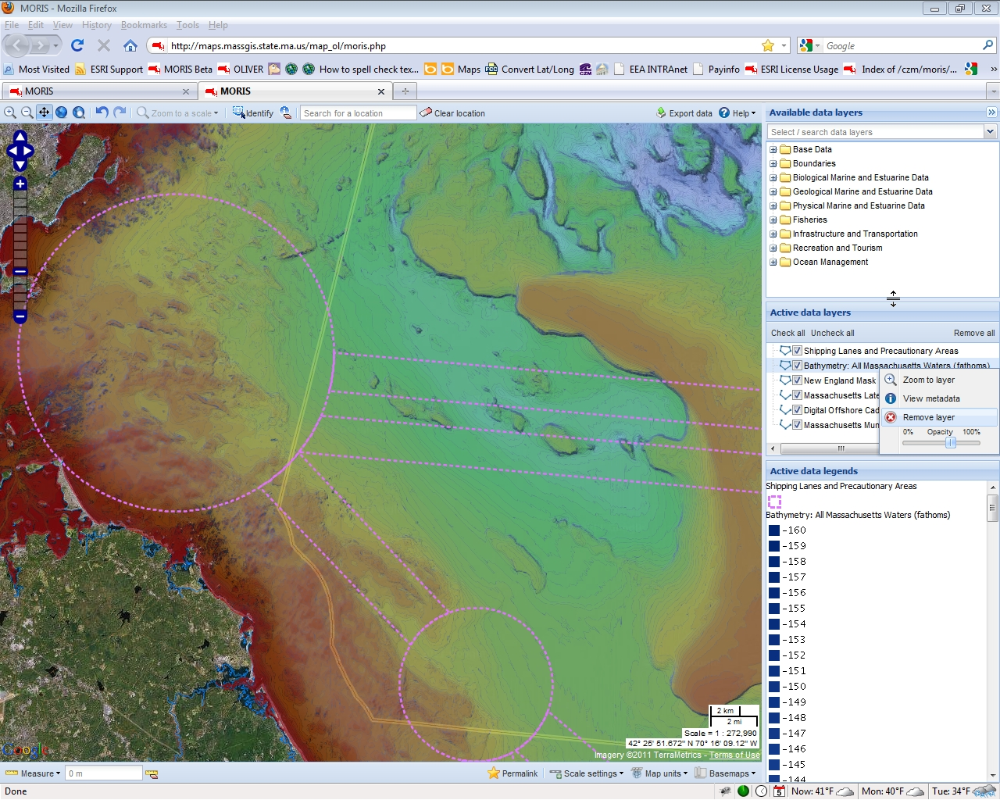 MORIS - Mozilla Firefox
File Edit View History Bookmarks Tools Help
http://maps.massgis.state.ma.us/map_ol/moris.php
Google
Most Visited ESRI Support MORIS Beta OLIVER How to spell check tex... Maps Convert Lat/Long EEA INTRAnet Payinfo ESRI License Usage Index of /czm/moris/... »
MORIS MORIS
Zoom to a scale Identify Search for a location Clear location Export data Help
Available data layers
Select / search data layers
Base Data
Boundaries
Biological Marine and Estuarine Data
Geological Marine and Estuarine Data
Physical Marine and Estuarine Data
Fisheries
Infrastructure and Transportation
Recreation and Tourism
Ocean Management
Active data layers
Check all Uncheck all Remove all
Shipping Lanes and Precautionary Areas
Bathymetry: All Massachusetts Waters (fathoms)
New England Mask
Massachusetts Late
Digital Offshore Cad
Massachusetts Mun
Zoom to layer
View metadata
Remove layer
0% Opacity 100%
Active data legends
Shipping Lanes and Precautionary Areas
Bathymetry: All Massachusetts Waters (fathoms)
-160
-159
-158
-157
-156
-155
-154
-153
-152
-151
-150
-149
-148
-147
-146
-145
-144
2 km
2 mi
Scale = 1 : 272,990
42° 25' 51.672" N 70° 16' 09.12" W
Google
Imagery ©2011 TerraMetrics - Terms of Use
Measure 0 m Permalink Scale settings Map units Basemaps
Done
5 Now: 41°F Mon: 40°F Tue: 34°F